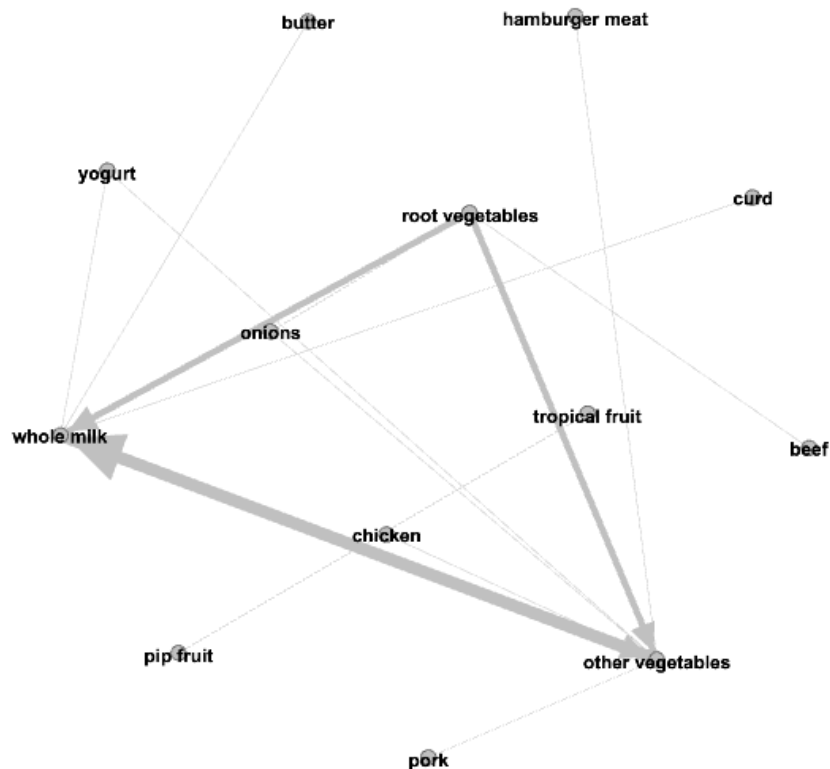 butter
hamburger meat
yogurt
curd
root vegetables
onions
tropical fruit
whole milk
beef
chicken
pip fruit
other vegetables
pork